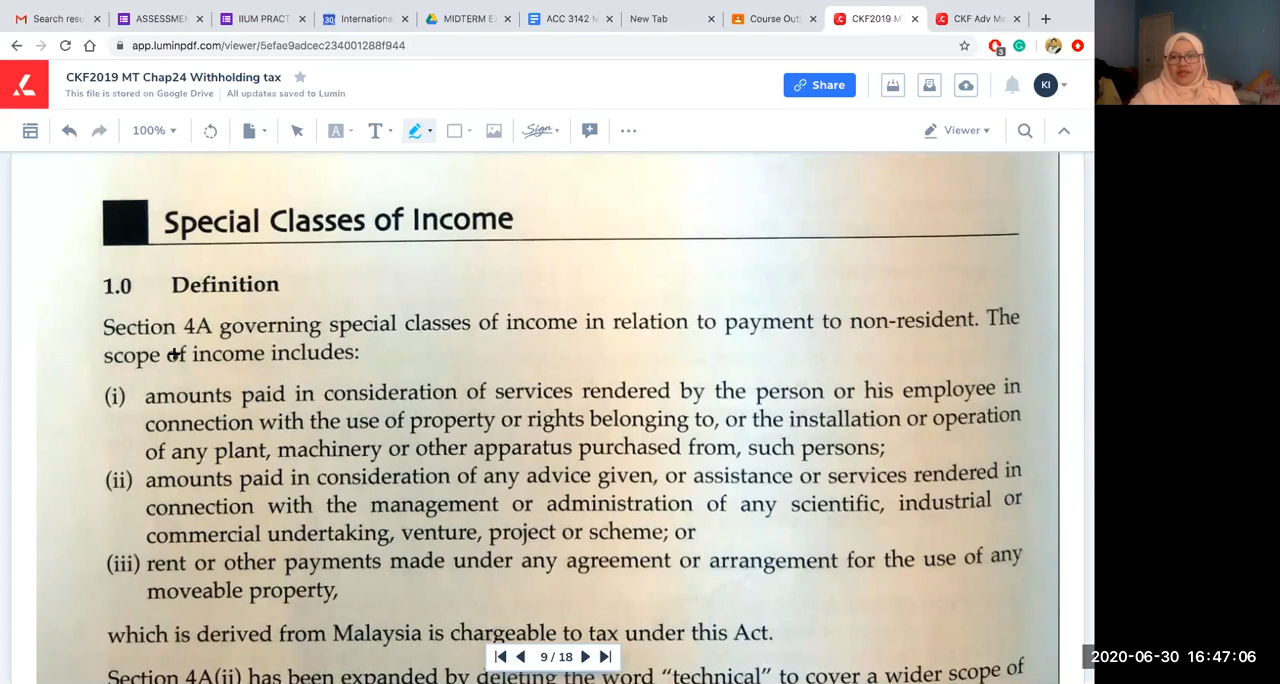 Search resu
ASSESSMEN
IIUM PRACT
Internationa
MIDTERM E
ACC 3142 M
New Tab
Course Out
CKF2019 M
CKF Adv Ma
app.luminpdf.com/viewer/5efae9adcec234001288f944
3
CKF2019 MT Chap24 Withholding tax
This file is stored on Google Drive
All updates saved to Lumin
Share
KI
100%
A
T
Sign
Viewer
Special Classes of Income
1.0 Definition
Section 4A governing special classes of income in relation to payment to non-resident. The
scope of income includes:
(i) amounts paid in consideration of services rendered by the person or his employee in
connection with the use of property or rights belonging to, or the installation or operation
of any plant, machinery or other apparatus purchased from, such persons;
(ii) amounts paid in consideration of any advice given, or assistance or services rendered in
connection with the management or administration of any scientific, industrial or
commercial undertaking, venture, project or scheme; or
(iii) rent or other payments made under any agreement or arrangement for the use of any
moveable property,
which is derived from Malaysia is chargeable to tax under this Act.
9 / 18
Section 4A(ii) has been expanded by deleting the word "technical" to cover a wider scope of
2020-06-30 16:47:06